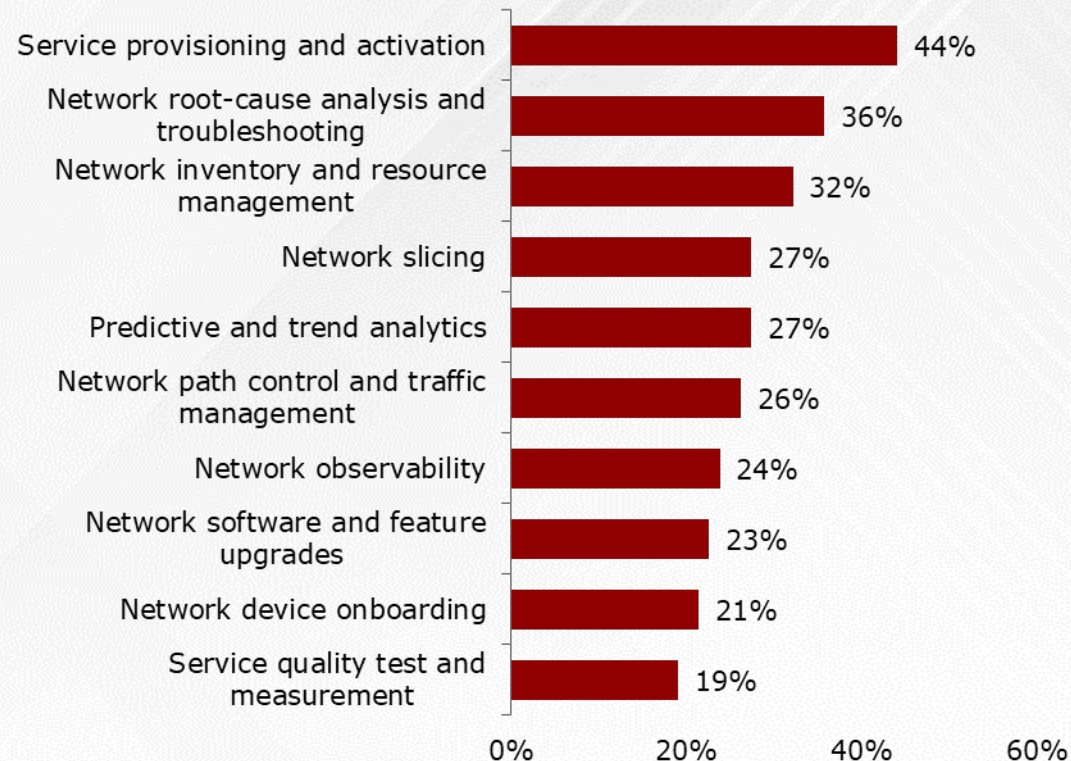 Service provisioning and activation
44%
Network root-cause analysis and
troubleshooting
36%
Network inventory and resource
management
32%
Network slicing
27%
Predictive and trend analytics
27%
Network path control and traffic
management
26%
Network observability
24%
Network software and feature
upgrades
23%
Network device onboarding
21%
Service quality test and
measurement
19%
0% 20% 40% 60%